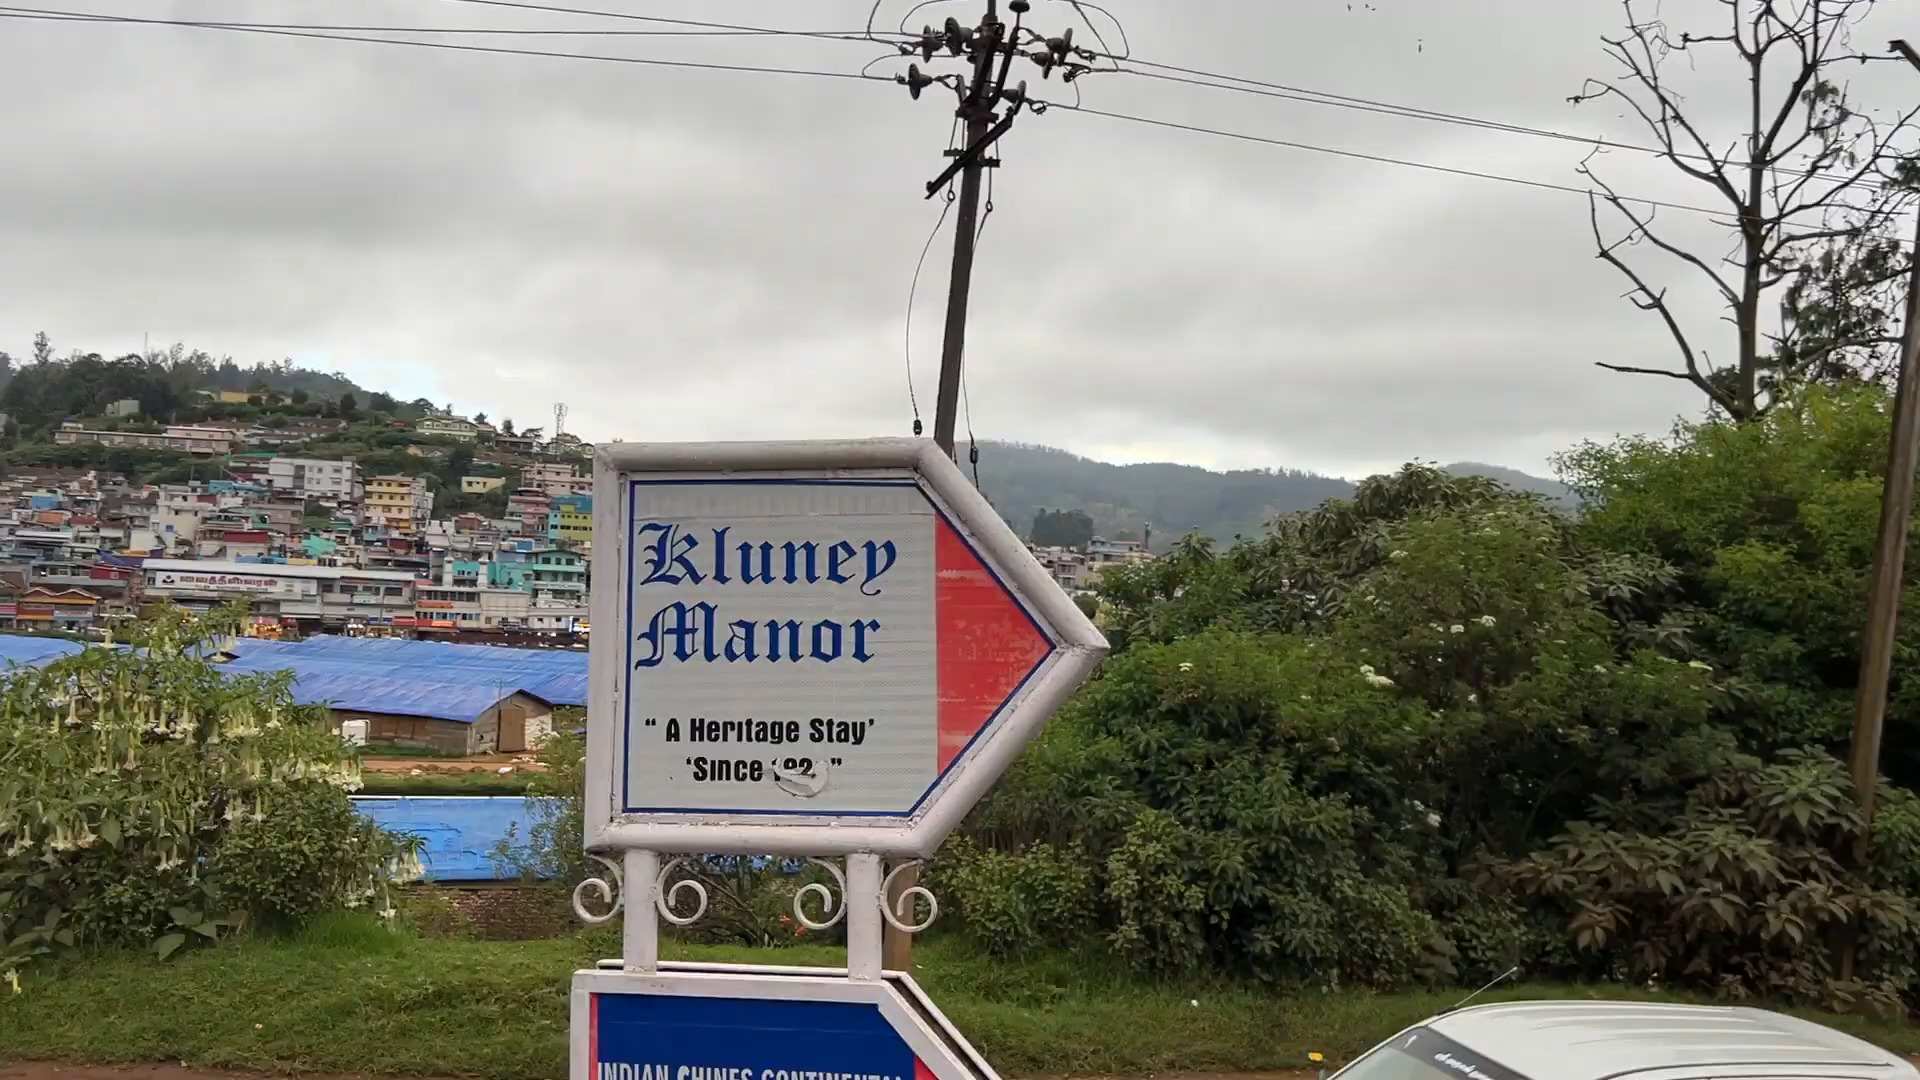 Kluney
Manor
" A Heritage Stay'
'Since
INDIAN CHINES CONTINENTAL